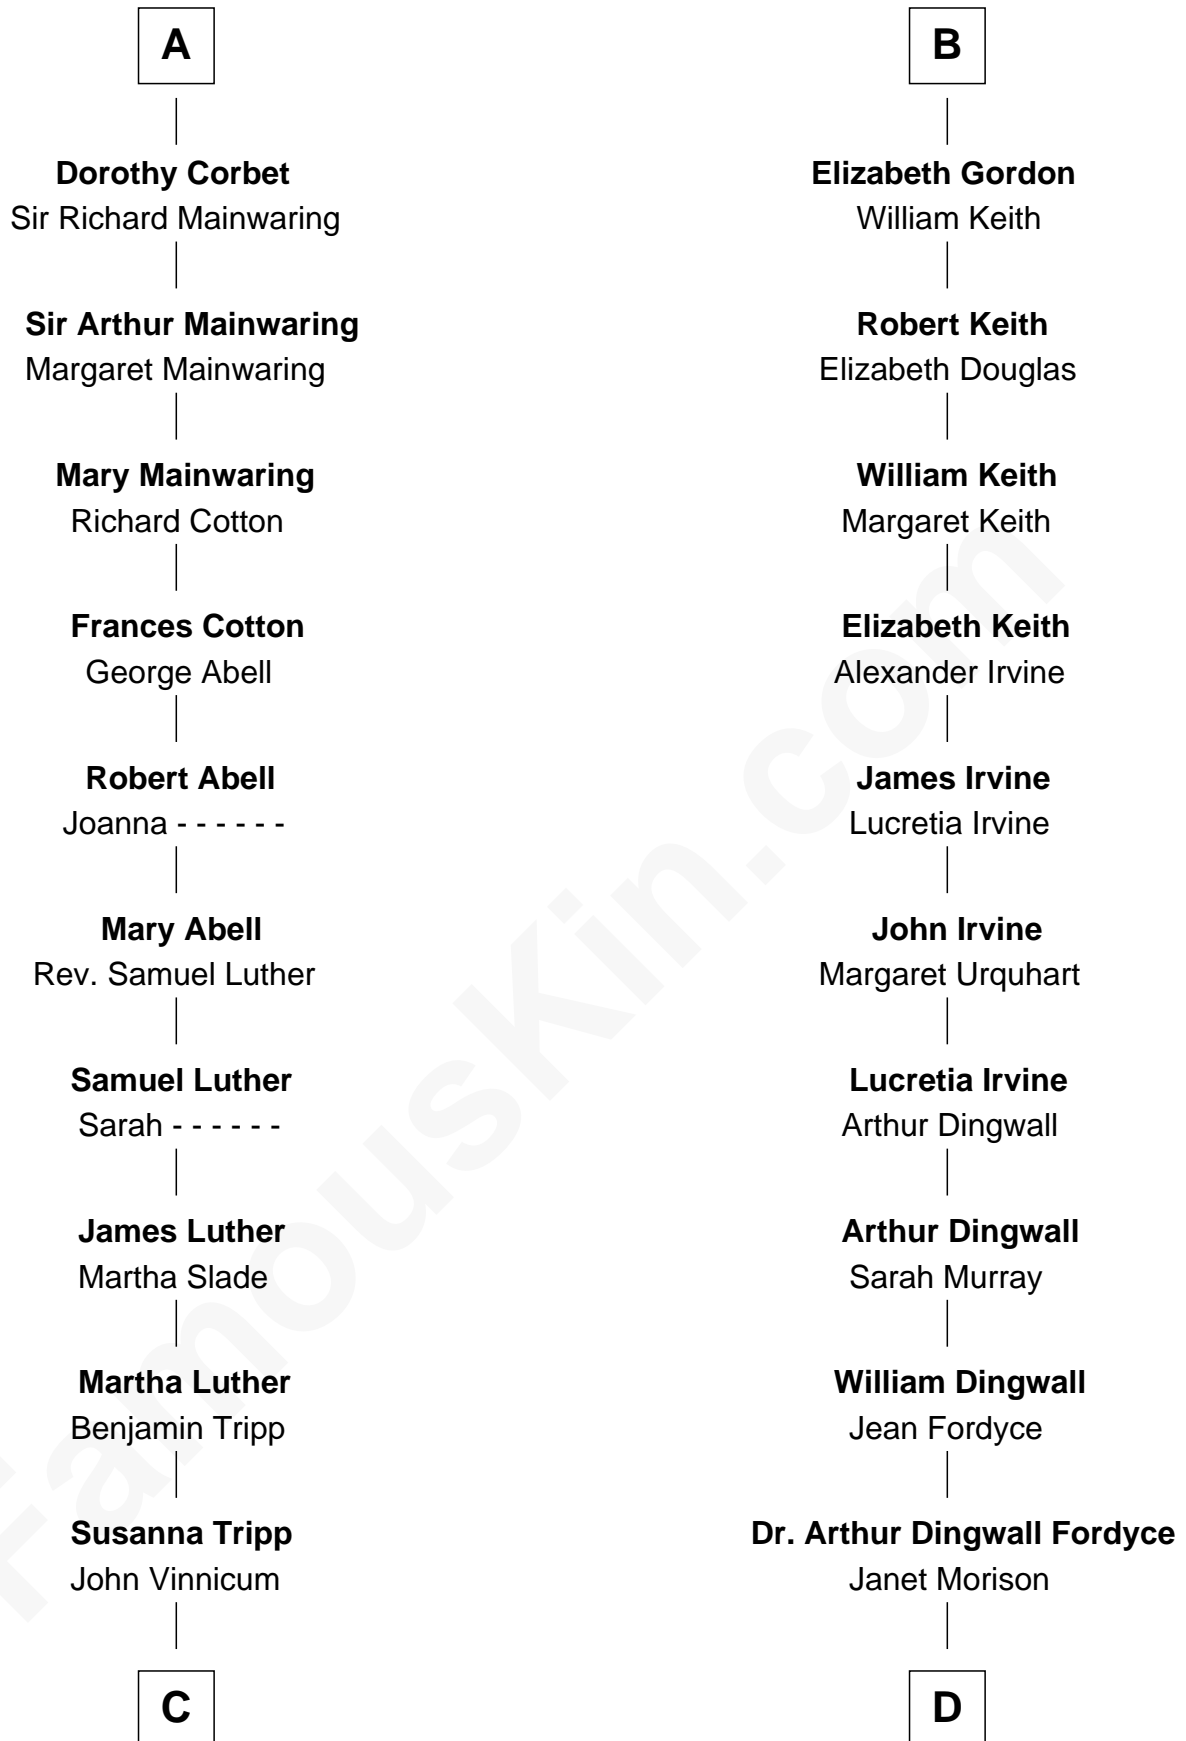 A
Dorothy Corbet
Sir Richard Mainwaring
Sir Arthur Mainwaring
Margaret Mainwaring
Mary Mainwaring
Richard Cotton
Frances Cotton
George Abell
Robert Abell
Joanna - - - - - -
Mary Abell
Rev. Samuel Luther
Samuel Luther
Sarah - - - - - -
James Luther
Martha Slade
Martha Luther
Benjamin Tripp
Susanna Tripp
John Vinnicum
C
B
Elizabeth Gordon
William Keith
Robert Keith
Elizabeth Douglas
William Keith
Margaret Keith
Elizabeth Keith
Alexander Irvine
James Irvine
Lucretia Irvine
John Irvine
Margaret Urquhart
Lucretia Irvine
Arthur Dingwall
Arthur Dingwall
Sarah Murray
William Dingwall
Jean Fordyce
Dr. Arthur Dingwall Fordyce
Janet Morison
D
FamousKin.com